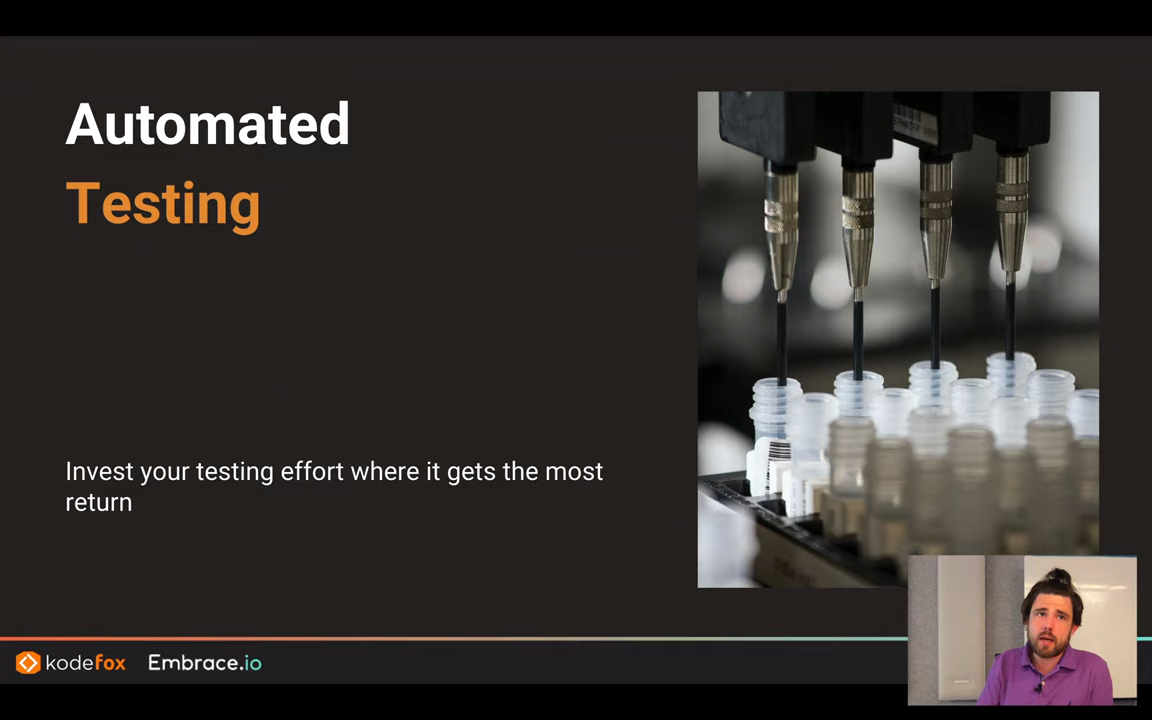 Automated
Testing
Invest your testing effort where it gets the most
return
kodefox
Embrace.io